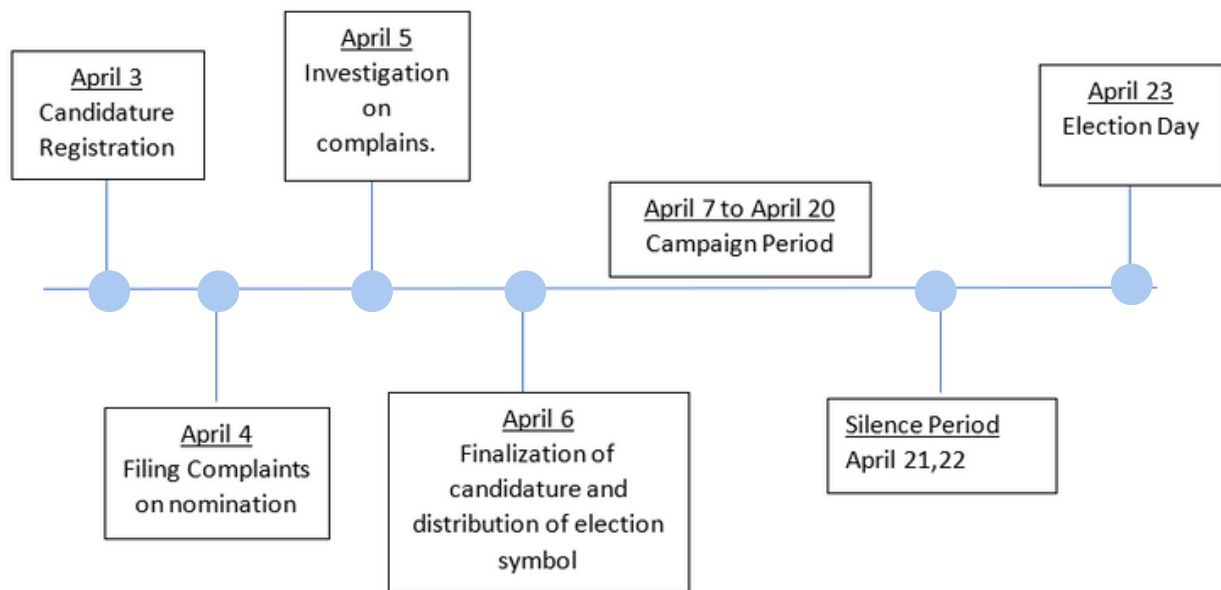 April 3
Candidature
Registration
April 4
Filing Complaints
on nomination
April 5
Investigation
on
complains.
April 6
Finalization of
candidature and
distribution of election
symbol
April 7 to April 20
Campaign Period
Silence Period
April 21,22
April 23
Election Day